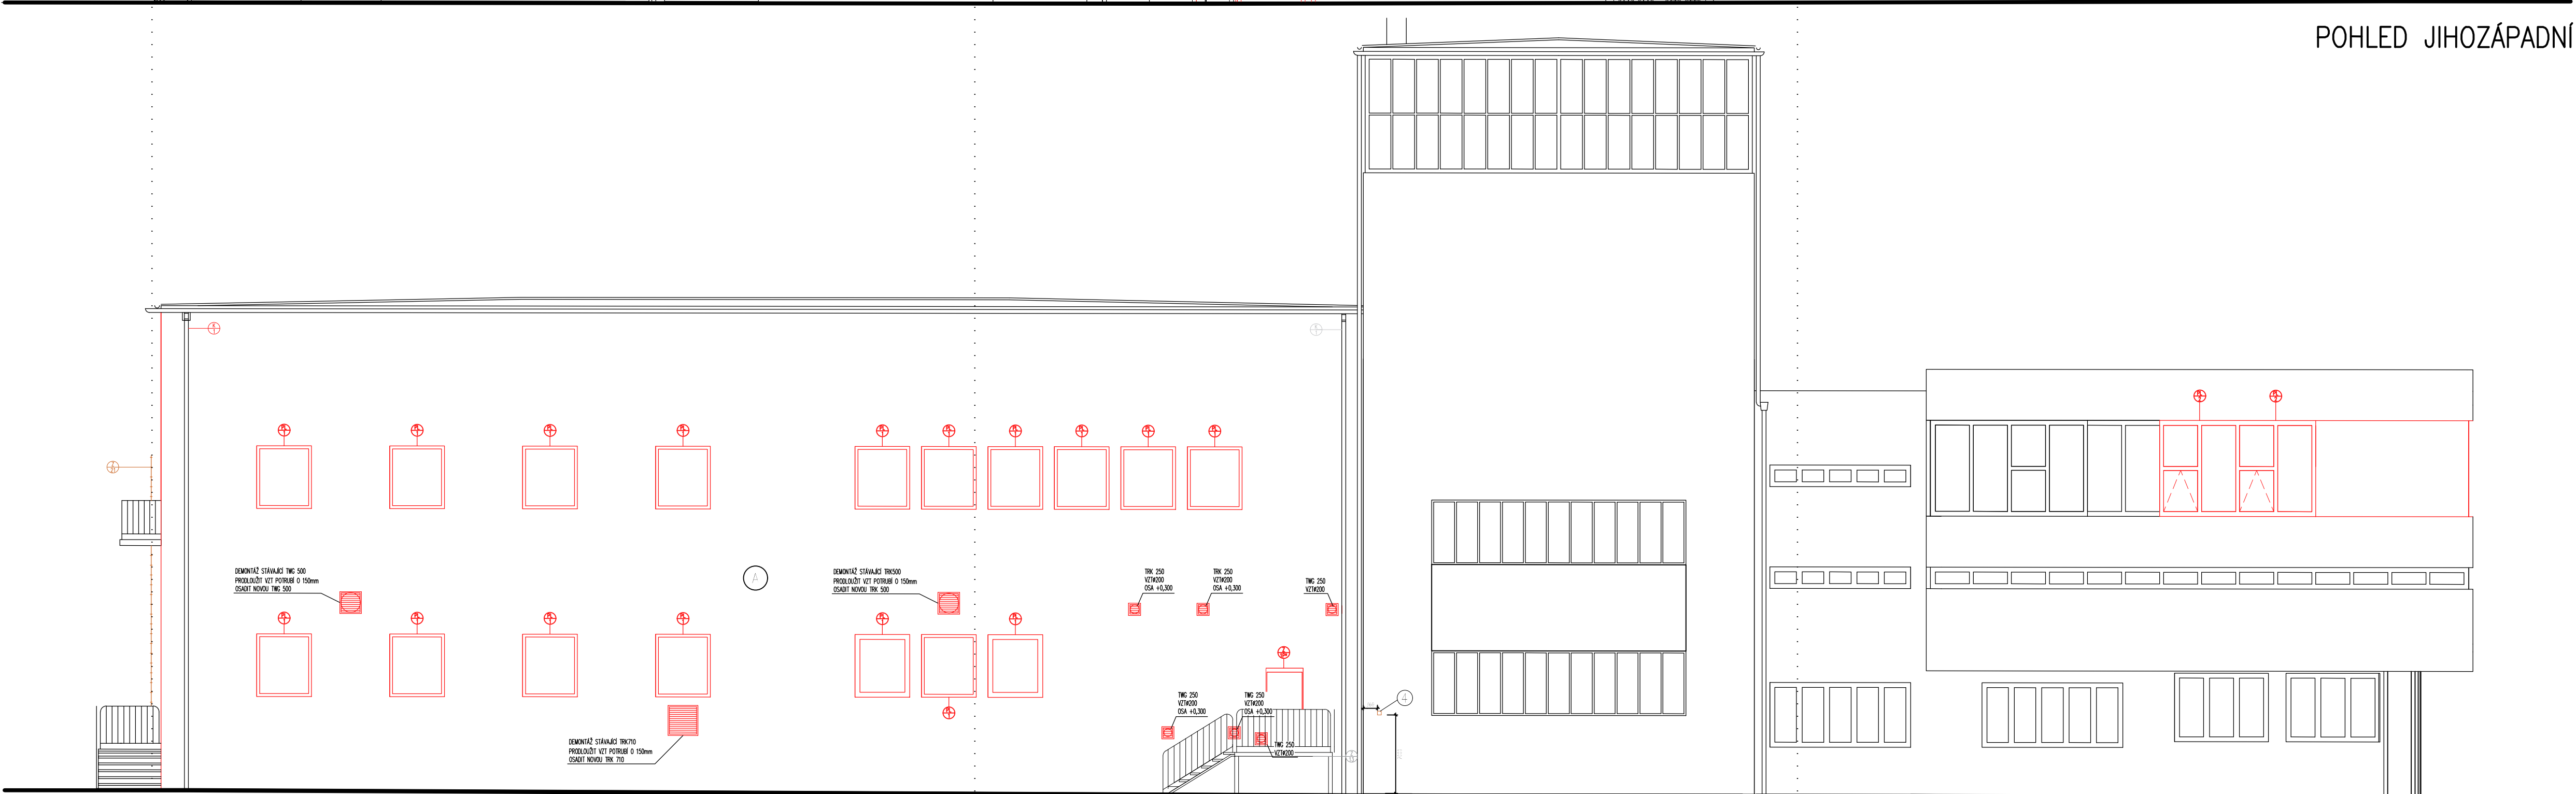 POHLED JIHOZÁPADNÍ
DEMONTÁŽ STÁVAJÍCÍ TWG 500
PRODLOUŽIT VZT POTRUBÍ O 150mm
OSADIT NOVOU TWG 500
A
DEMONTÁŽ STÁVAJÍCÍ TRK500
PRODLOUŽIT VZT POTRUBÍ O 150mm
OSADIT NOVOU TRK 500
TRK 250
VZT#200
OSA +0,300
TRK 250
VZT#200
OSA +0,300
TWG 250
VZT#200
TWG 250
VZT#200
OSA +0,300
TWG 250
VZT#200
OSA +0,300
4
TWG 250
VZT#200
DEMONTÁŽ STÁVAJÍCÍ TRK710
PRODLOUŽIT VZT POTRUBÍ O 150mm
OSADIT NOVOU TRK 710